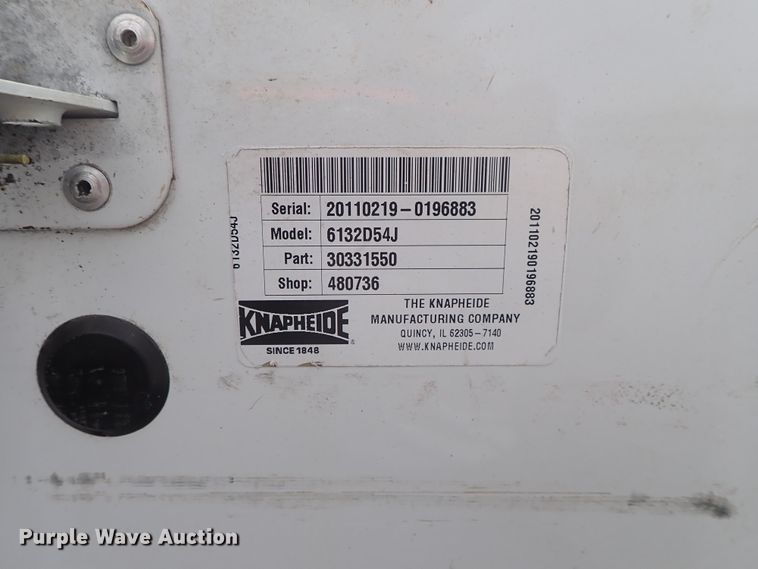 Serial: 20110219-0196883
Model: 6132D54J
Part: 30331550
Shop: 480736
6132D54J
201102190196883
KNAPHEIDE
®
SINCE 1848
THE KNAPHEIDE
MANUFACTURING COMPANY
QUINCY, IL 62305-7140
WWW.KNAPHEIDE.COM
Purple Wave Auction